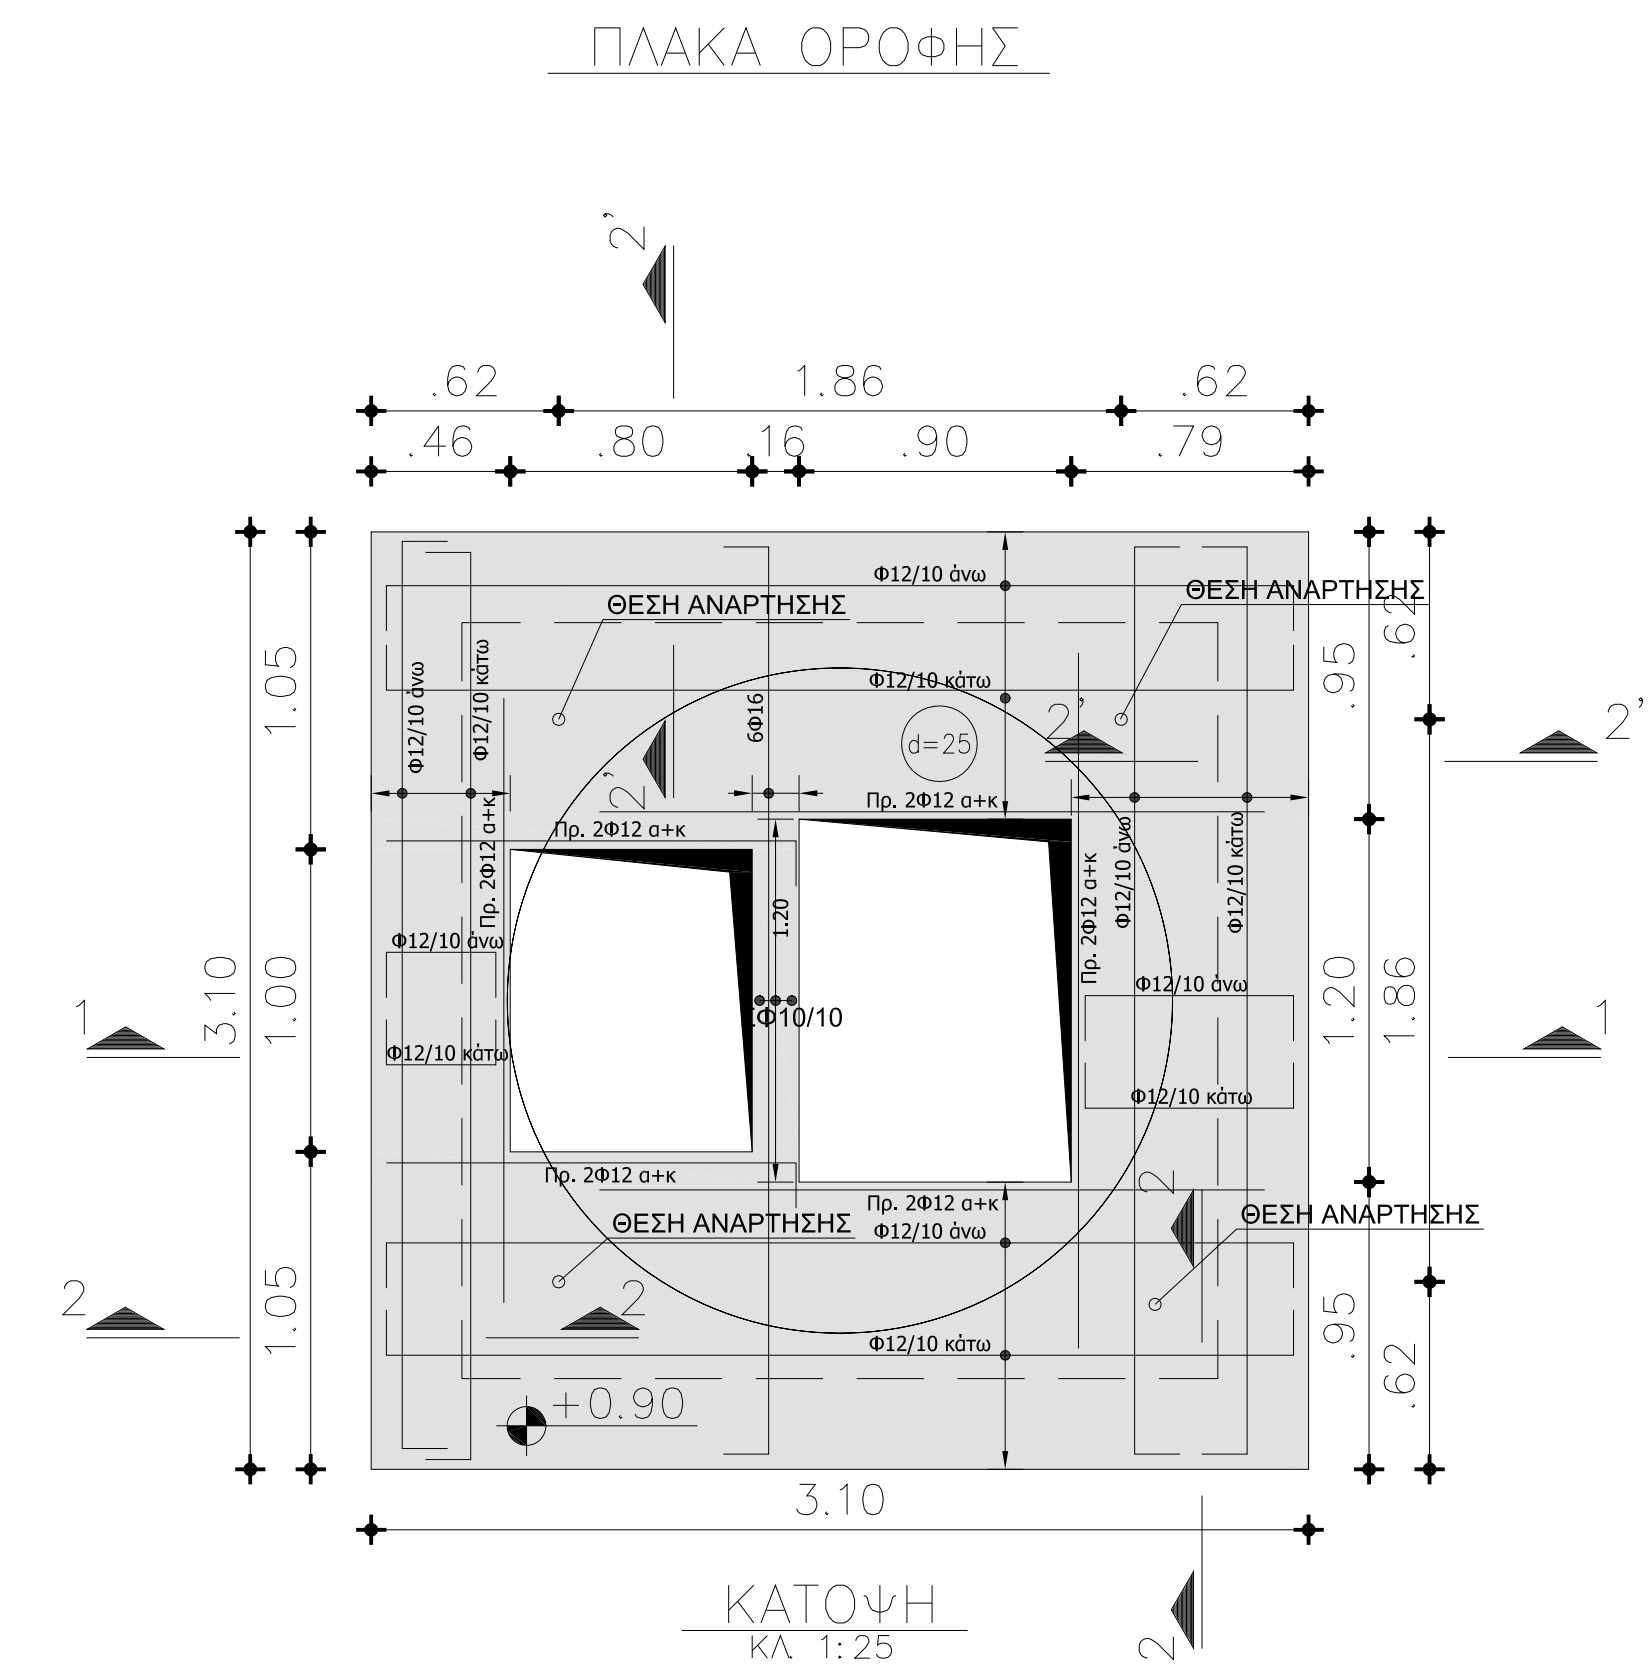 ΠΛΑΚΑ ΟΡΟΦΗΣ
2'
.62 1.86 .62
.46 .80 .16 .90 .79
Φ12/10 άνω
ΘΕΣΗ ΑΝΑΡΤΗΣΗΣ
ΘΕΣΗ ΑΝΑΡΤΗΣΗΣ
.62
.95
1.05
Φ12/10 άνω
Φ12/10 κάτω
Φ12/10 κάτω
6Φ16
d=25
2'
2'
2'
Πρ. 2Φ12 α+κ
Πρ. 2Φ12 α+κ
Πρ. 2Φ12 α+κ
Φ12/10 άνω
Φ12/10 κάτω
Πρ. 2Φ12 α+κ
1.20
Φ12/10 άνω
3.10
1.00
Φ12/10 άνω
1.20
1.86
1
Φ10/10
1
Φ12/10 κάτω
Φ12/10 κάτω
Πρ. 2Φ12 α+κ
2
Πρ. 2Φ12 α+κ
ΘΕΣΗ ΑΝΑΡΤΗΣΗΣ
Φ12/10 άνω
ΘΕΣΗ ΑΝΑΡΤΗΣΗΣ
2
1.05
2
.95
Φ12/10 κάτω
.62
+0.90
3.10
ΚΑΤΟΨΗ
ΚΛ. 1:25
2